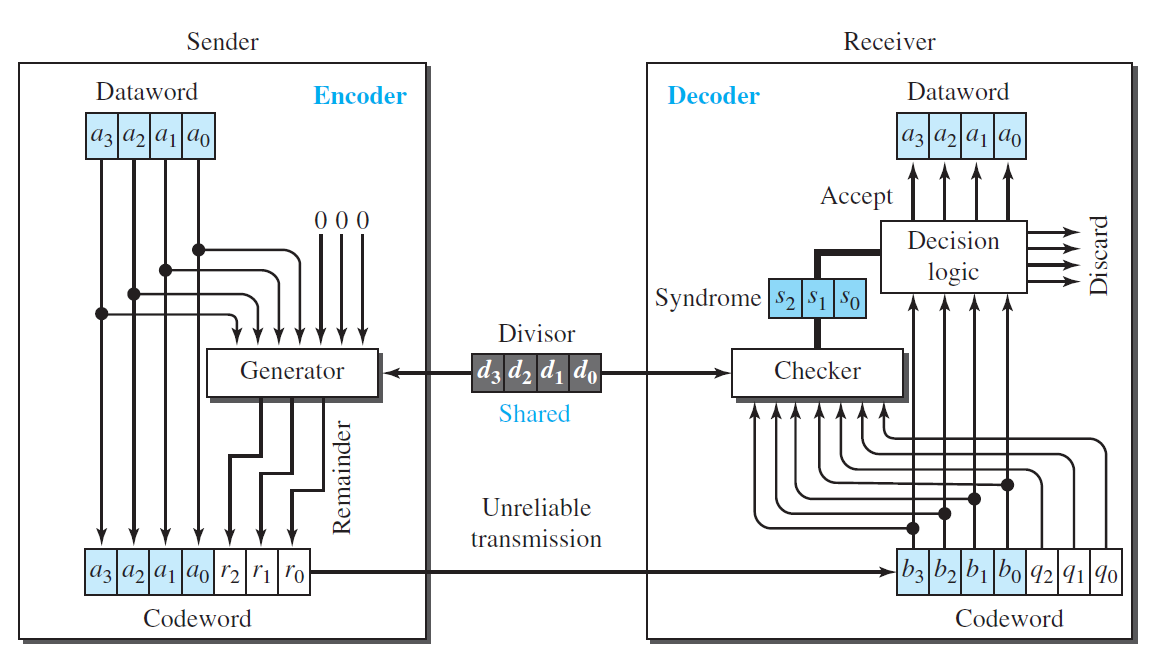 Sender
Receiver
Dataword
Encoder
a3 a2 a1 a0
0 0 0
Generator
Remainder
a3 a2 a1 a0 r2 r1 r0
Codeword
Divisor
d3 d2 d1 d0
Shared
Unreliable
transmission
Decoder
Dataword
a3 a2 a1 a0
Accept
Decision
logic
Discard
Syndrome s2 s1 s0
Checker
b3 b2 b1 b0 q2 q1 q0
Codeword